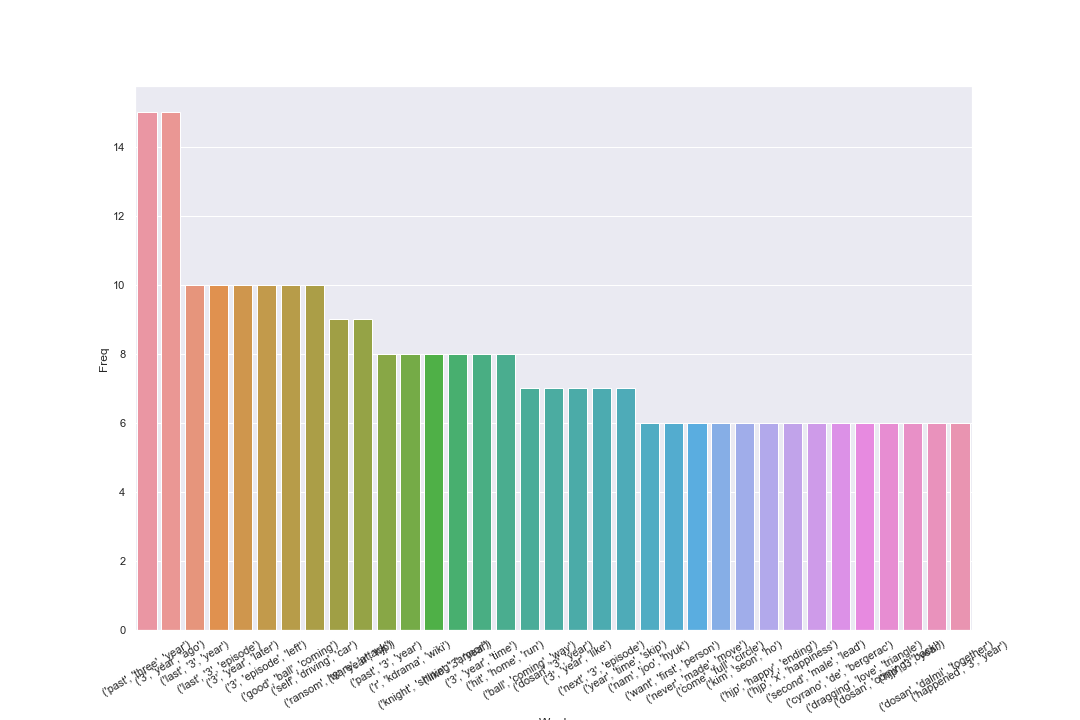 14
12
10
8
6
4
2
0
Freq
('past', 'three', 'year')
('3', 'year', 'ago')
('last', '3', 'year')
('last', '3', 'episode')
('3', 'year', 'later')
('3', 'episode', 'left')
('good', 'ball', 'coming')
('self', 'driving', 'car')
('past', '3', 'year')
('r', 'kdrama', 'wiki')
('3', 'year', 'time')
('hit', 'home', 'run')
('ball', 'coming', 'way')
('dosan', '3', 'year')
('3', 'year', 'like')
('next', '3', 'episode')
('year', 'time', 'skip')
('nam', 'joo', 'hyuk')
('want', 'first', 'person')
('never', 'made', 'move')
('come', 'full', 'circle')
('kim', 'seon', 'ho')
('hjp', 'happy', 'ending')
('hjp', 'x', 'happiness')
('second', 'male', 'lead')
('cyrano', 'de', 'bergerac')
('dragging', 'love', 'triangle')
('dosan', 'dalmi', 'together')
('happened', '3', 'year')